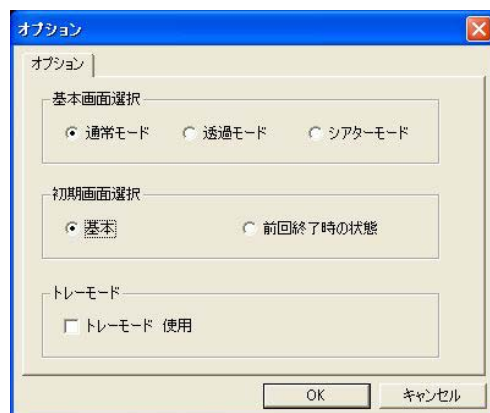 オプション
オプション
基本画面選択
通常モード 透過モード シアターモード
初期画面選択
基本 前回終了時の状態
トレーモード
トレーモード 使用
OK キャンセル